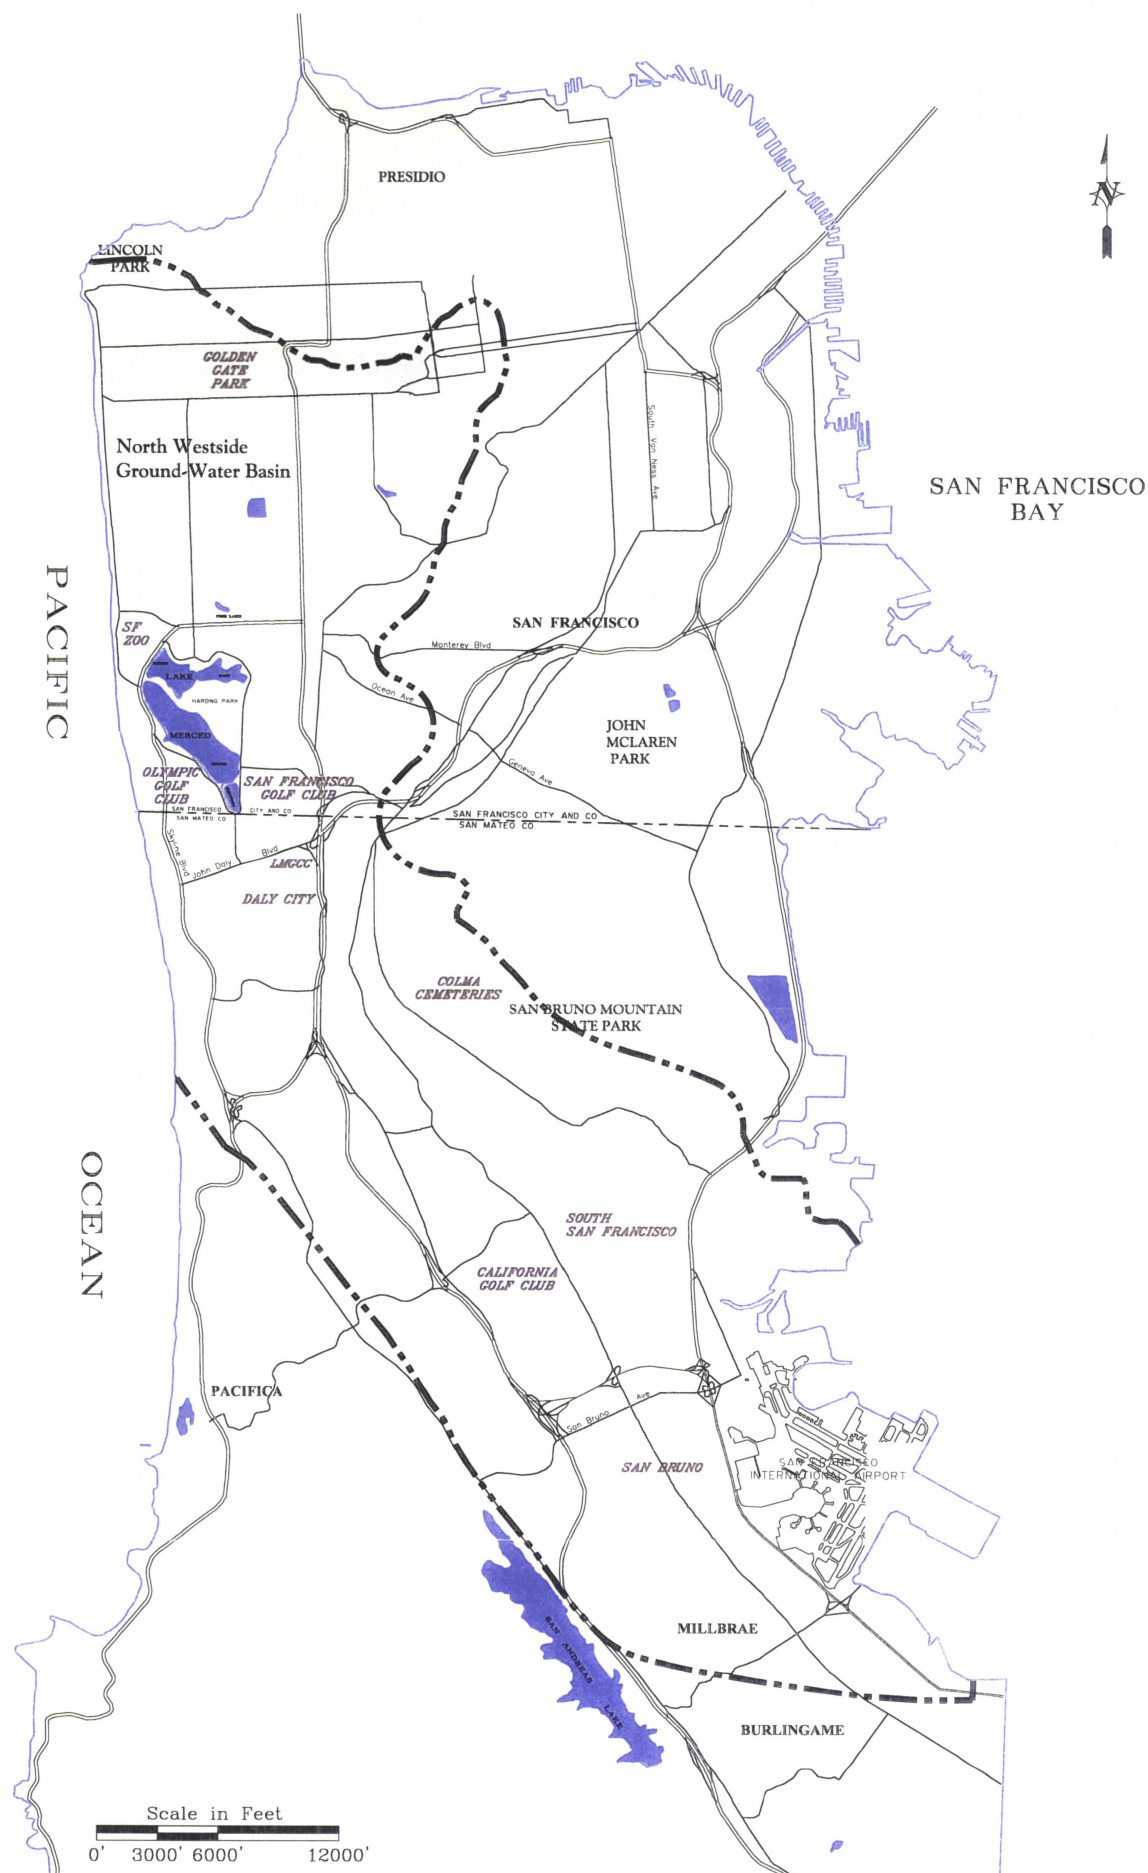 PRESIDIO
N
LINCOLN
PARK
GOLDEN
GATE
PARK
North Westside
Ground-Water Basin
South Van Ness Ave
SAN FRANCISCO
BAY
PACIFIC
PINE LAKE
SF
ZOO
SAN FRANCISCO
Monterey Blvd
LAKE
Ocean Ave
HARDING PARK
MERCED
JOHN
MCLAREN
PARK
Geneva Ave
OLYMPIC
GOLF
CLUB
SAN FRANCISCO
GOLF CLUB
SAN FRANCISCO CITY AND CO
SAN MATEO CO
SAN FRANCISCO CITY AND CO
SAN MATEO CO
Skyline Blvd
John Daly Blvd
LMGCC
DALY CITY
COLMA
CEMETERIES
SAN BRUNO MOUNTAIN
STATE PARK
OCEAN
SOUTH
SAN FRANCISCO
CALIFORNIA
GOLF CLUB
PACIFICA
San Bruno Ave
SAN BRUNO
SAN FRANCISCO
INTERNATIONAL AIRPORT
SAN ANDREAS LAKE
MILLBRAE
BURLINGAME
Scale in Feet
0' 3000' 6000' 12000'